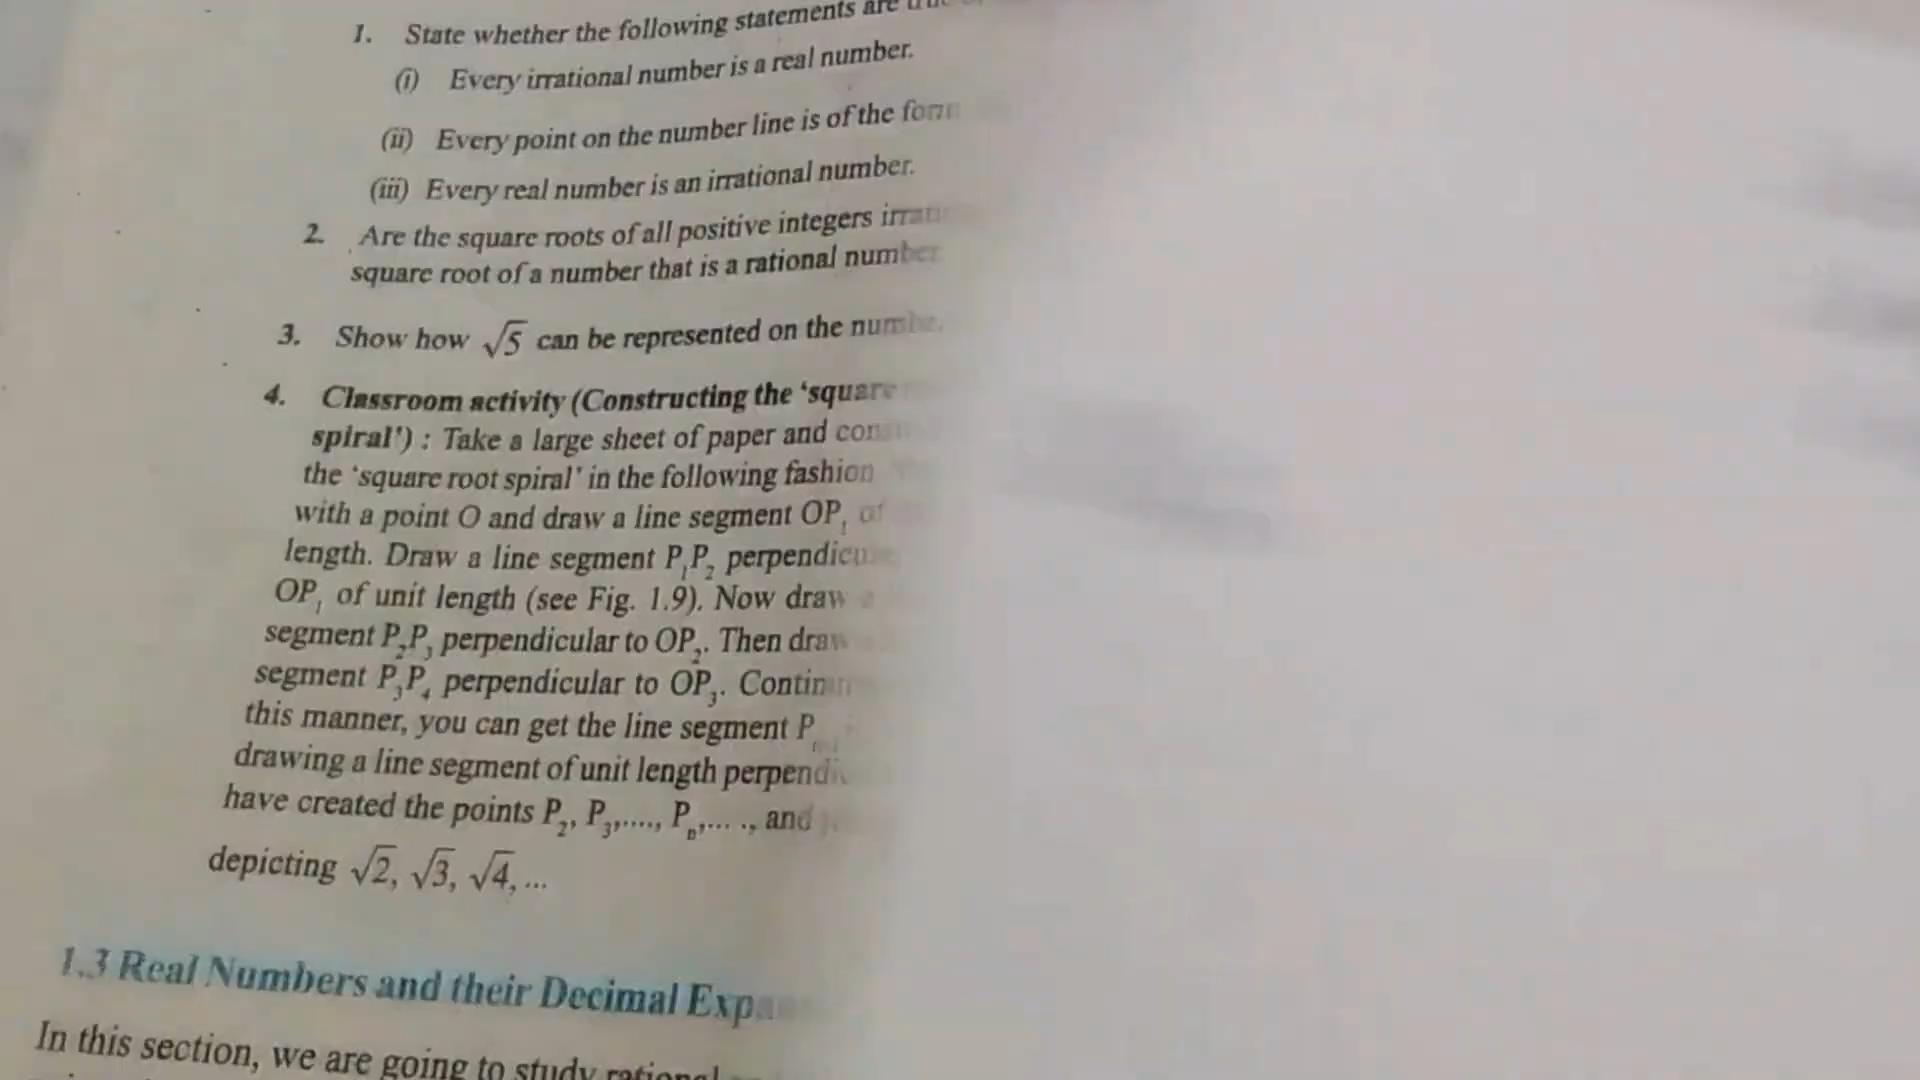 1. State whether the following statements are
(i) Every irrational number is a real number.
(ii) Every point on the number line is of the form
(iii) Every real number is an irrational number.
2. Are the square roots of all positive integers
square root of a number that is a rational number
3. Show how √5 can be represented on the
4. Classroom activity (Constructing the ‘square
spiral’) : Take a large sheet of paper and
the ‘square root spiral’ in the following fashion
with a point O and draw a line segment OP₁ of
length. Draw a line segment P₁P₂
OP₁ of unit length (see Fig. 1.9). Now draw
segment P₂P₃ perpendicular to OP₂. Then draw
segment P₃P₄ perpendicular to OP₃.
this manner, you can get the line segment
drawing a line segment of unit length
have created the points P₂, P₃,...., Pₙ,... ., and
depicting √2, √3, √4, ...
1.3 Real Numbers and their Decimal
In this section, we are going to study